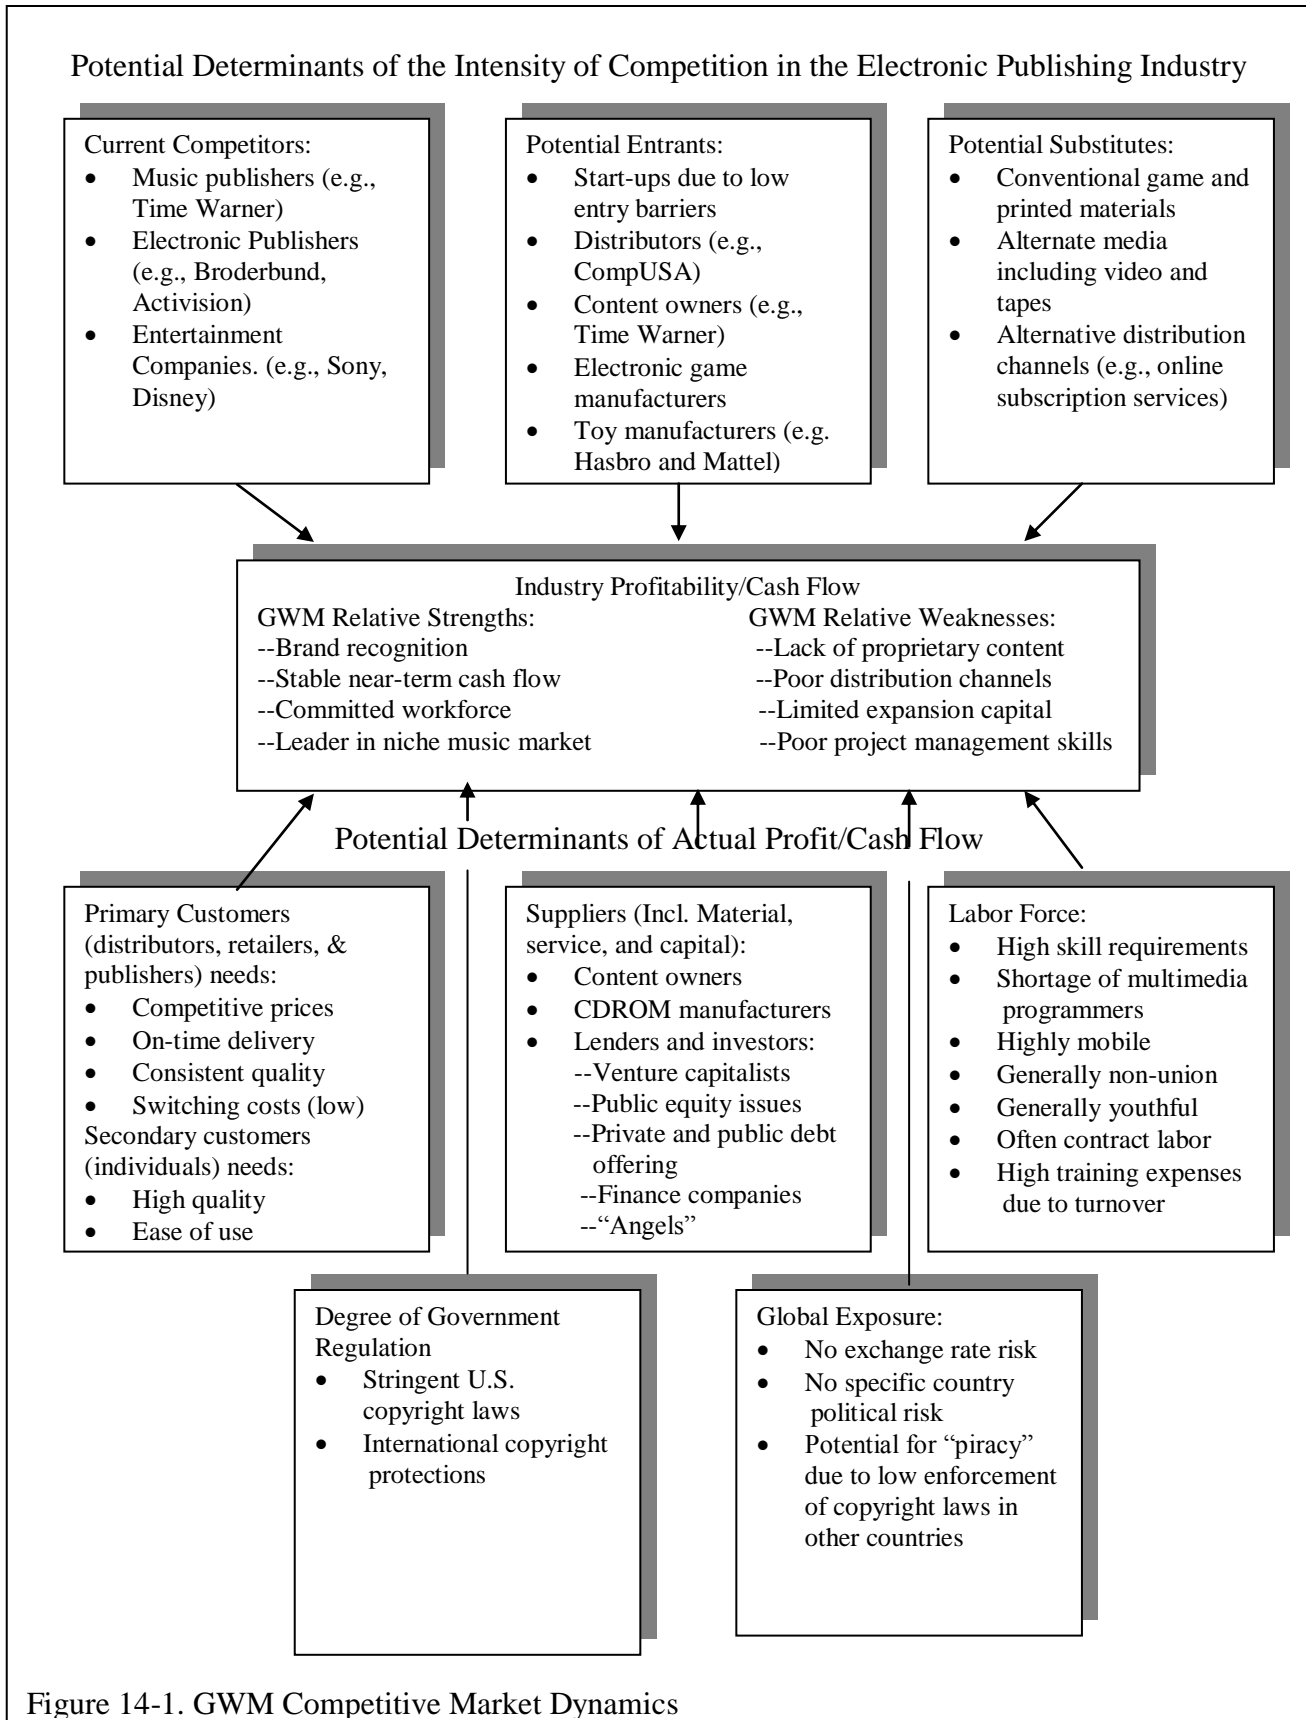 Potential Determinants of the Intensity of Competition in the Electronic Publishing Industry
Current Competitors:
• Music publishers (e.g.,
Time Warner)
• Electronic Publishers
(e.g., Broderbund,
Activision)
• Entertainment
Companies. (e.g., Sony,
Disney)
Potential Entrants:
• Start-ups due to low
entry barriers
• Distributors (e.g.,
CompUSA)
• Content owners (e.g.,
Time Warner)
• Electronic game
manufacturers
• Toy manufacturers (e.g.
Hasbro and Mattel)
Potential Substitutes:
• Conventional game and
printed materials
• Alternate media
including video and
tapes
• Alternative distribution
channels (e.g., online
subscription services)
Industry Profitability/Cash Flow
GWM Relative Strengths:
--Brand recognition
--Stable near-term cash flow
--Committed workforce
--Leader in niche music market
GWM Relative Weaknesses:
--Lack of proprietary content
--Poor distribution channels
--Limited expansion capital
--Poor project management skills
Potential Determinants of Actual Profit/Cash Flow
Primary Customers
(distributors, retailers, &
publishers) needs:
• Competitive prices
• On-time delivery
• Consistent quality
• Switching costs (low)
Secondary customers
(individuals) needs:
• High quality
• Ease of use
Suppliers (Incl. Material,
service, and capital):
• Content owners
• CDROM manufacturers
• Lenders and investors:
--Venture capitalists
--Public equity issues
--Private and public debt
offering
--Finance companies
--“Angels”
Labor Force:
• High skill requirements
• Shortage of multimedia
programmers
• Highly mobile
• Generally non-union
• Generally youthful
• Often contract labor
• High training expenses
due to turnover
Degree of Government
Regulation
• Stringent U.S.
copyright laws
• International copyright
protections
Global Exposure:
• No exchange rate risk
• No specific country
political risk
• Potential for “piracy”
due to low enforcement
of copyright laws in
other countries
Figure 14-1. GWM Competitive Market Dynamics